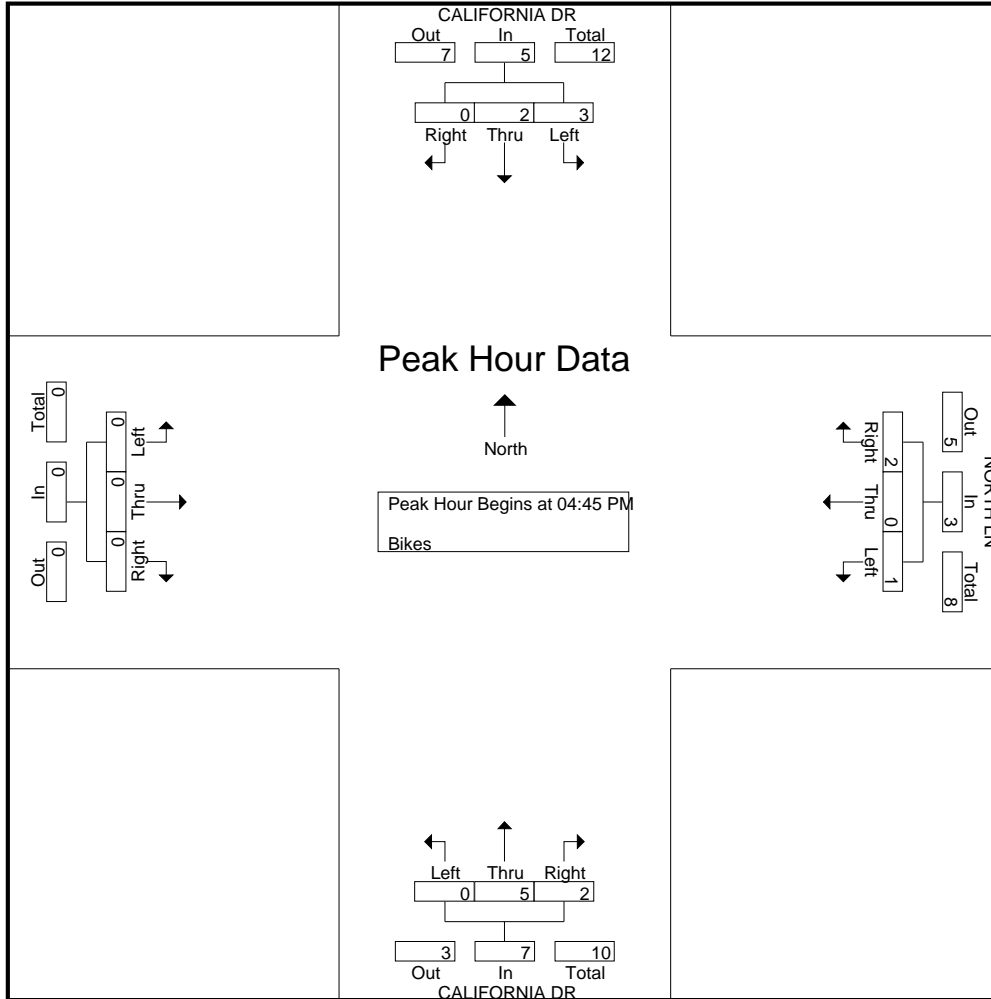 CALIFORNIA DR
Out In Total
7 5 12
0 2 3
Right Thru Left
Peak Hour Data
North
Peak Hour Begins at 04:45 PM
Bikes
Total In Out
0 0 0
0 0 0
Left Thru Right
NORTH LN
Out In Total
5 3 8
2 0 1
Right Thru Left
Left Thru Right
0 5 2
3 7 10
Out In Total
CALIFORNIA DR